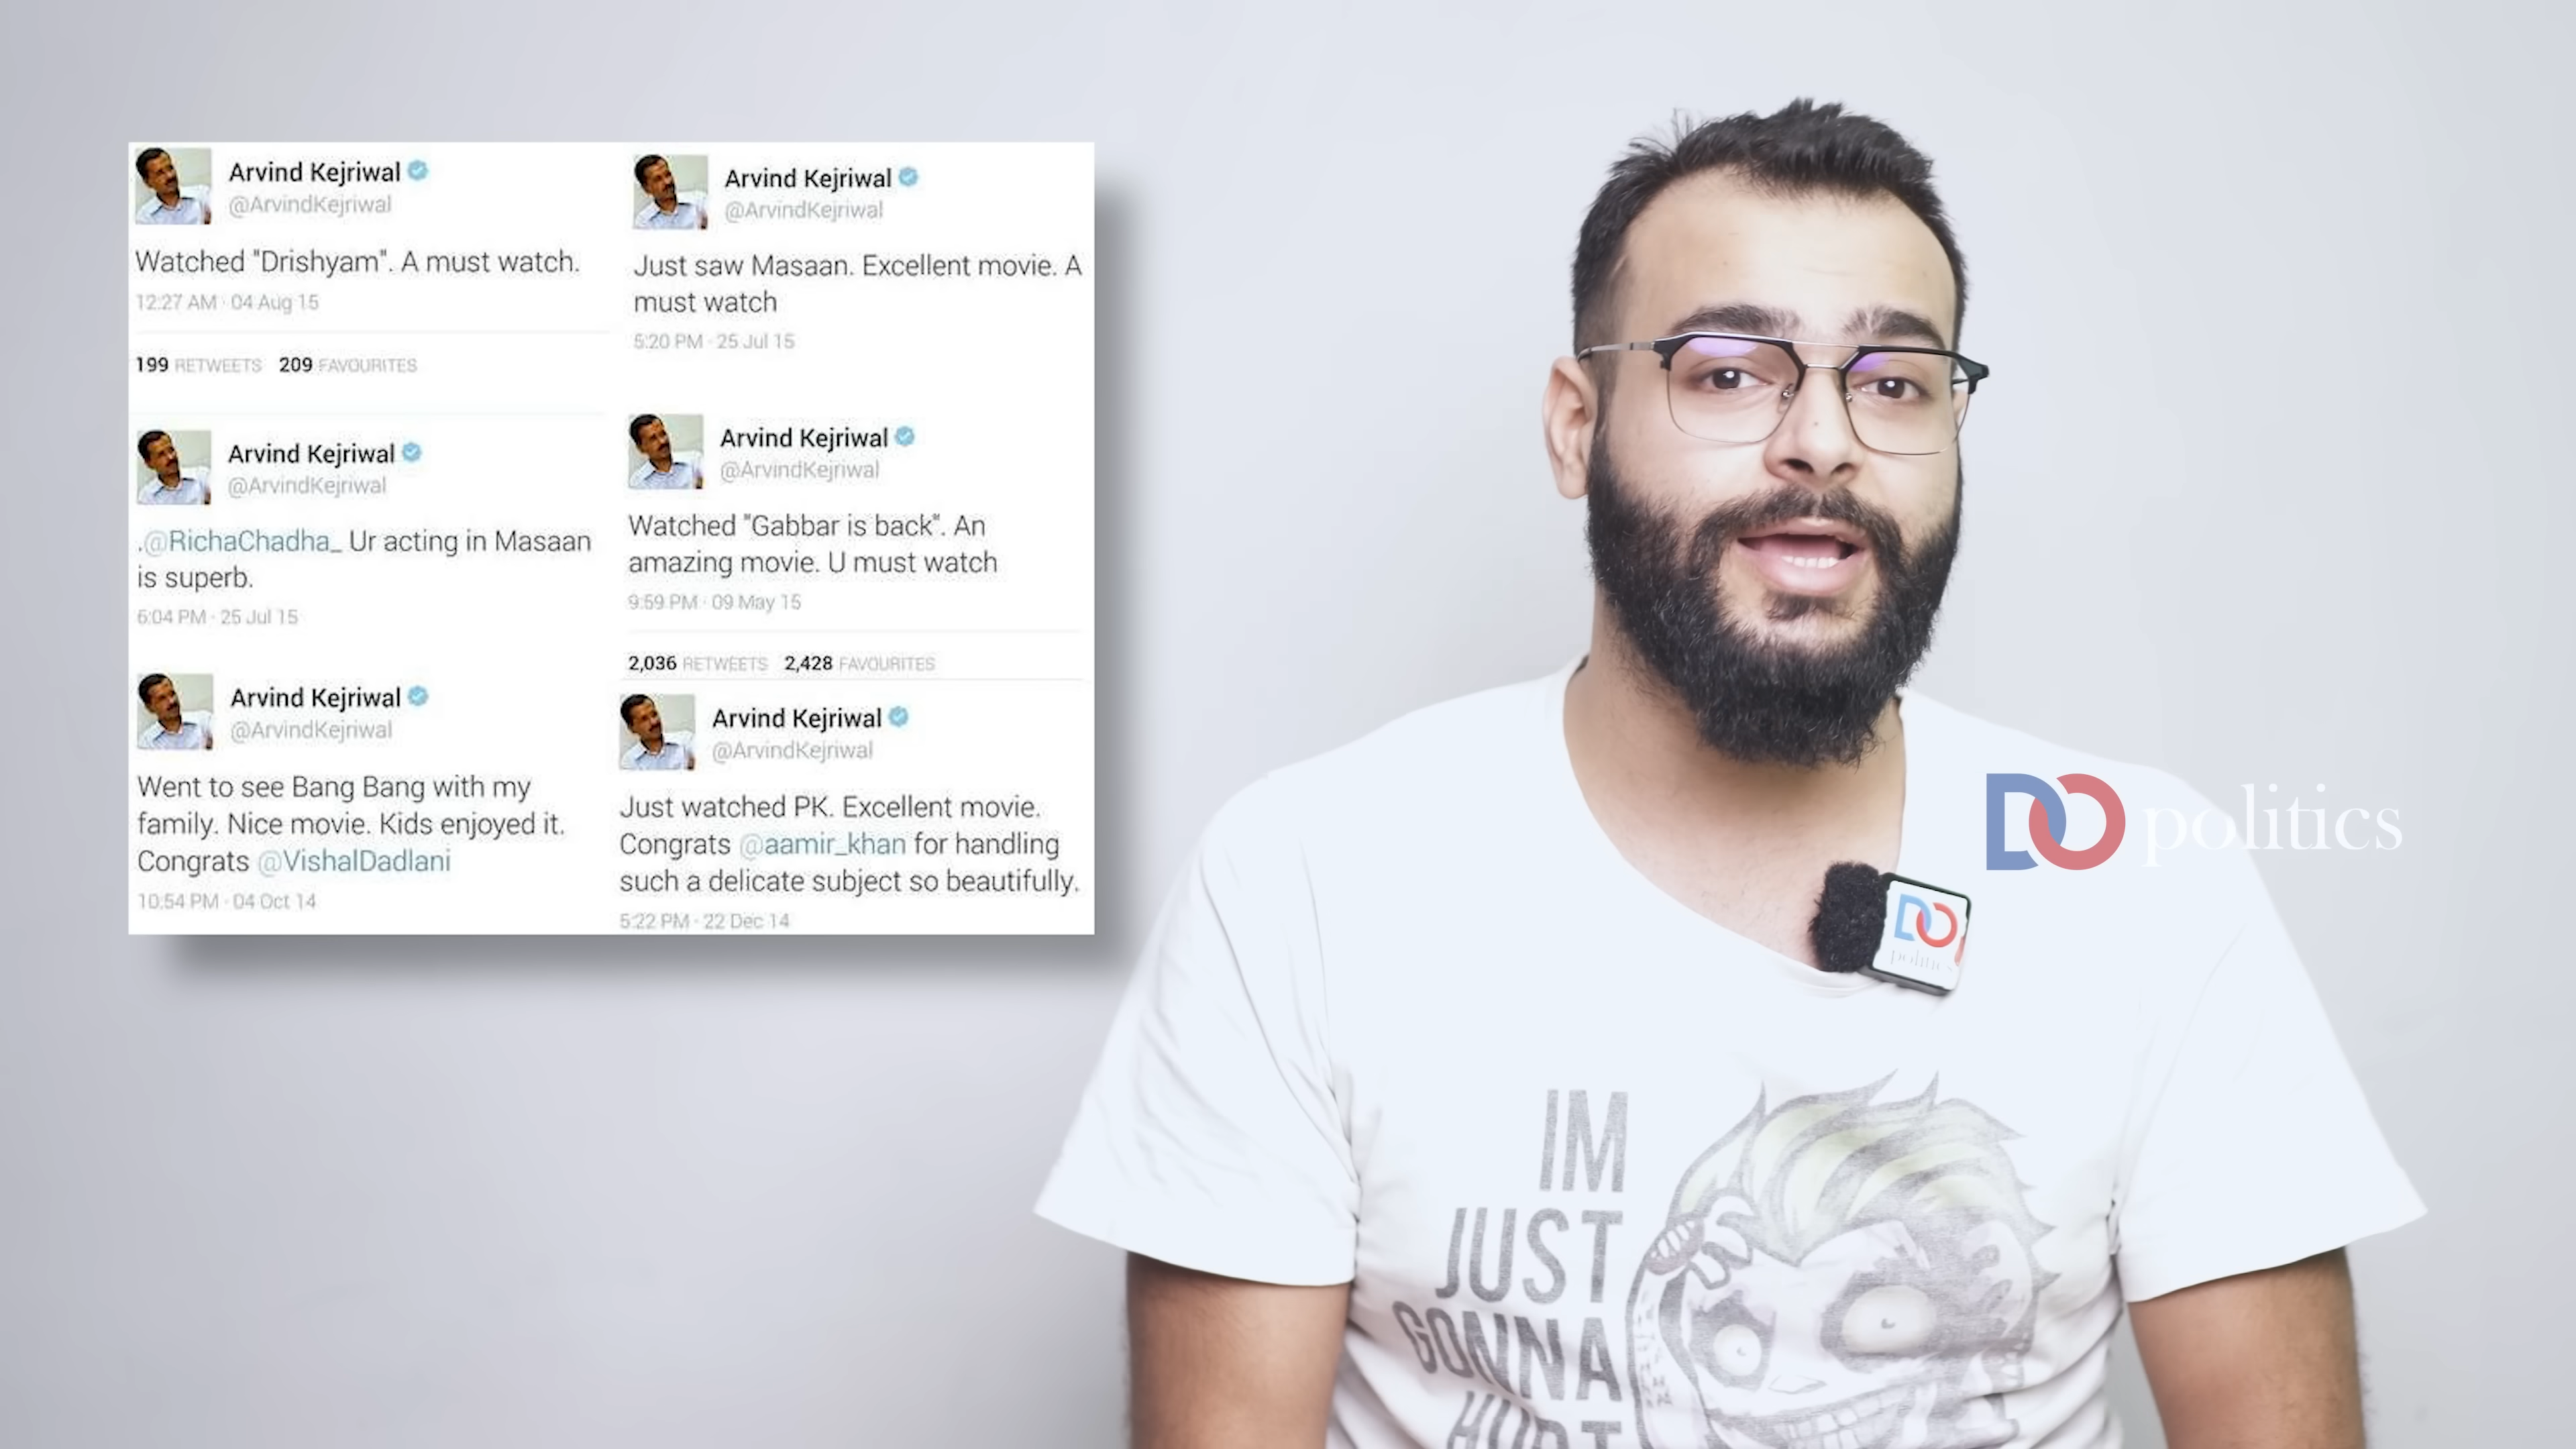 Arvind Kejriwal
@ArvindKejriwal
Watched "Drishyam". A must watch.
12:27 AM · 04 Aug 15
199 RETWEETS 209 FAVOURITES
Arvind Kejriwal
@ArvindKejriwal
.@RichaChadha_ Ur acting in Masaan
is superb.
6:04 PM · 25 Jul 15
Arvind Kejriwal
@ArvindKejriwal
Went to see Bang Bang with my
family. Nice movie. Kids enjoyed it.
Congrats @VishalDadlani
10:54 PM · 04 Oct 14
Arvind Kejriwal
@ArvindKejriwal
Just saw Masaan. Excellent movie. A
must watch
5:20 PM · 25 Jul 15
Arvind Kejriwal
@ArvindKejriwal
Watched "Gabbar is back". An
amazing movie. U must watch
9:59 PM · 09 May 15
2,036 RETWEETS 2,428 FAVOURITES
Arvind Kejriwal
@ArvindKejriwal
Just watched PK. Excellent movie.
Congrats @aamir_khan for handling
such a delicate subject so beautifully.
5:22 PM · 22 Dec 14
DO politics
DO
politics
IM
JUST
GONNA
HURT